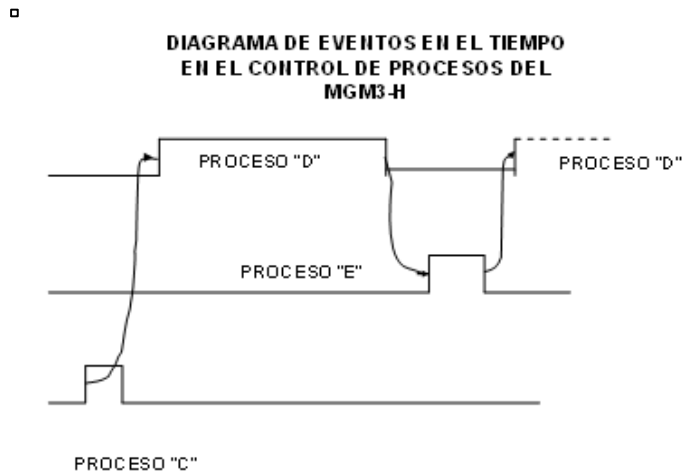 DIAGRAMA DE EVENTOS EN EL TIEMPO
EN EL CONTROL DE PROCESOS DEL
MGM3-H
PROCESO "D"
PROCESO "D"
PROCESO "E"
PROCESO "C"